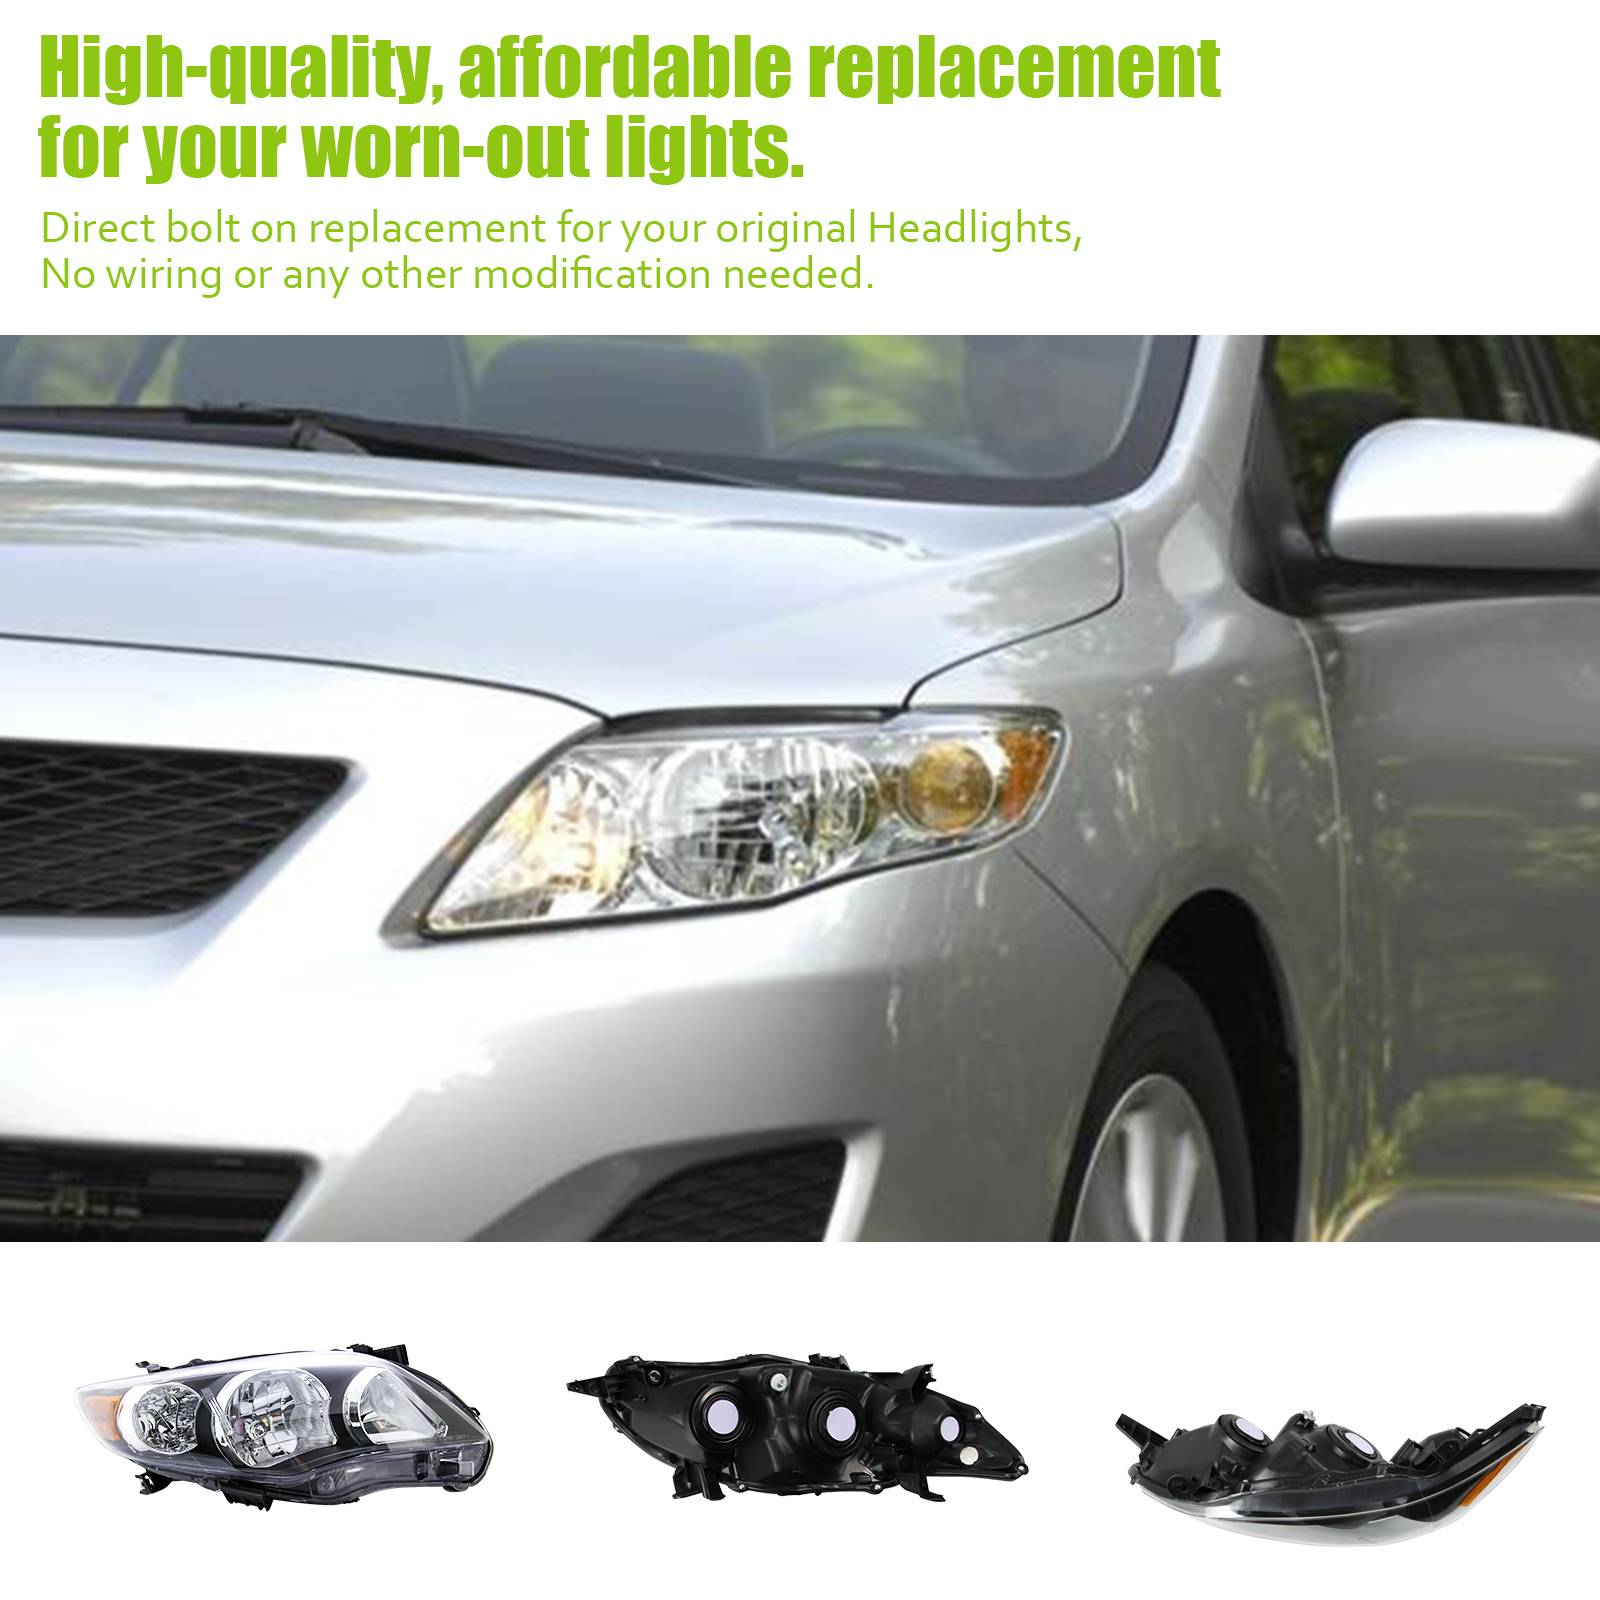 High-quality, affordable replacement
for your worn-out lights.
Direct bolt on replacement for your original Headlights,
No wiring or any other modification needed.